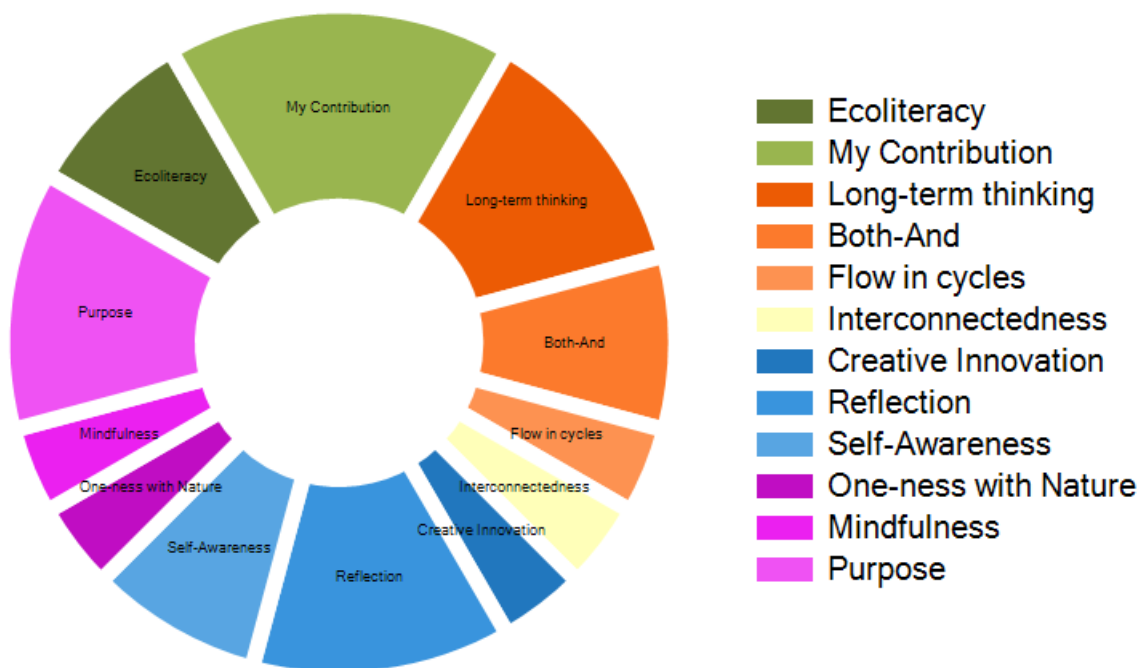 My Contribution
Ecoliteracy
Long-term thinking
Purpose
Both-And
Mindfulness
Flow in cycles
One-ness with Nature
Interconnectedness
Creative Innovation
Self-Awareness
Reflection
Ecoliteracy
My Contribution
Long-term thinking
Both-And
Flow in cycles
Interconnectedness
Creative Innovation
Reflection
Self-Awareness
One-ness with Nature
Mindfulness
Purpose